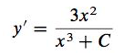 y′ = 3x² / (x³ + C)